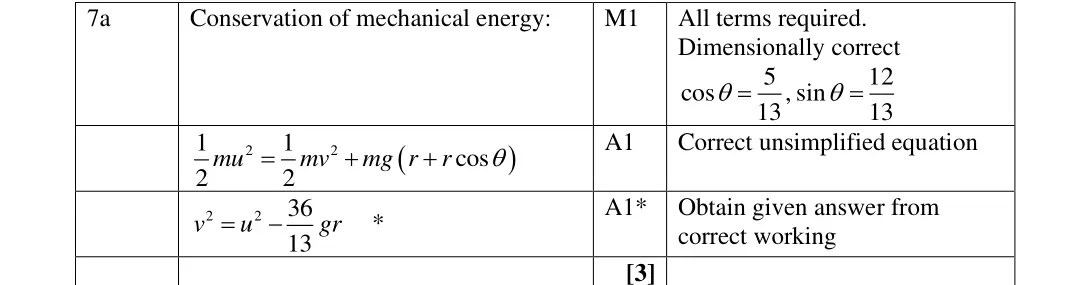 7a Conservation of mechanical energy: M1 All terms required.
Dimensionally correct
cos θ = 5/13, sin θ = 12/13
1/2 mu² = 1/2 mv² + mg (r + r cos θ) A1 Correct unsimplified equation
v² = u² − 36/13 gr * A1* Obtain given answer from
correct working
[3]